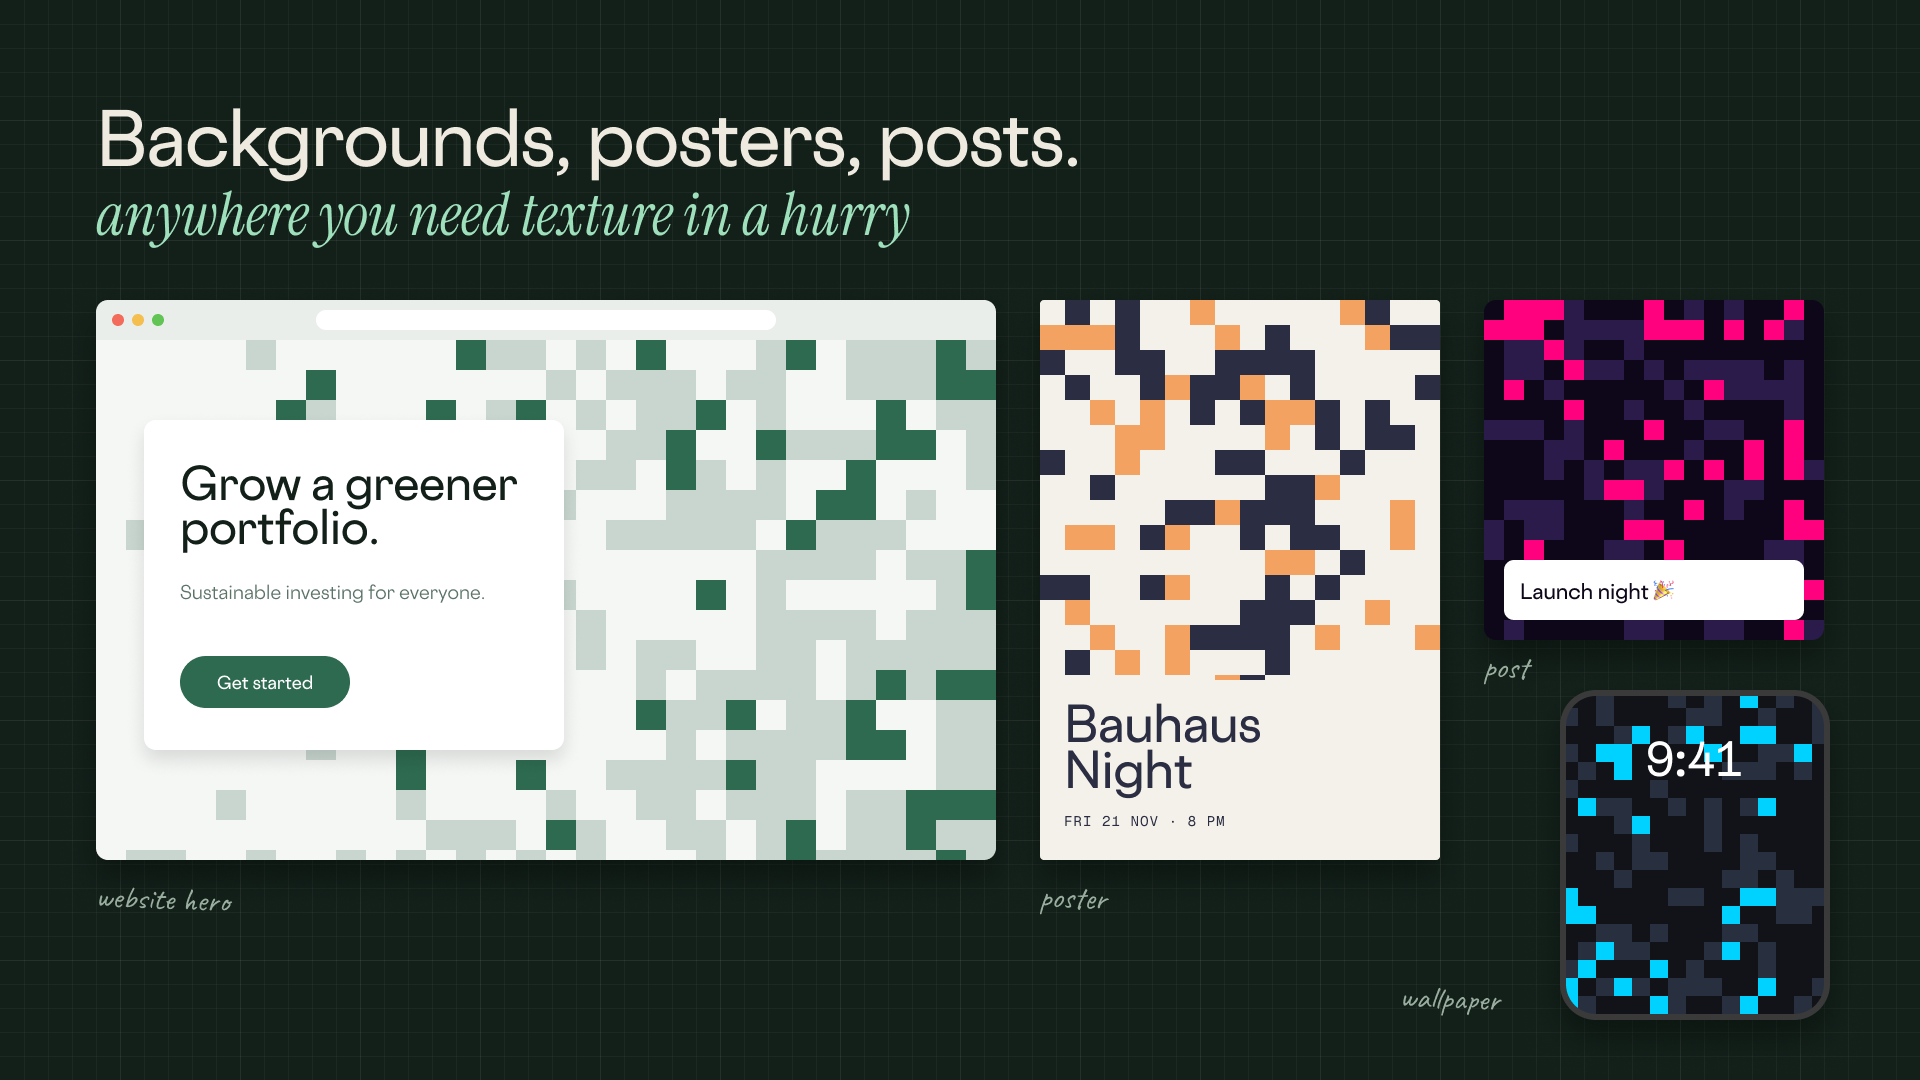 Backgrounds, posters, posts.
anywhere you need texture in a hurry
Grow a greener
portfolio.
Sustainable investing for everyone.
Get started
website hero
Bauhaus
Night
FRI 21 NOV · 8 PM
poster
Launch night 🎉
post
9:41
wallpaper